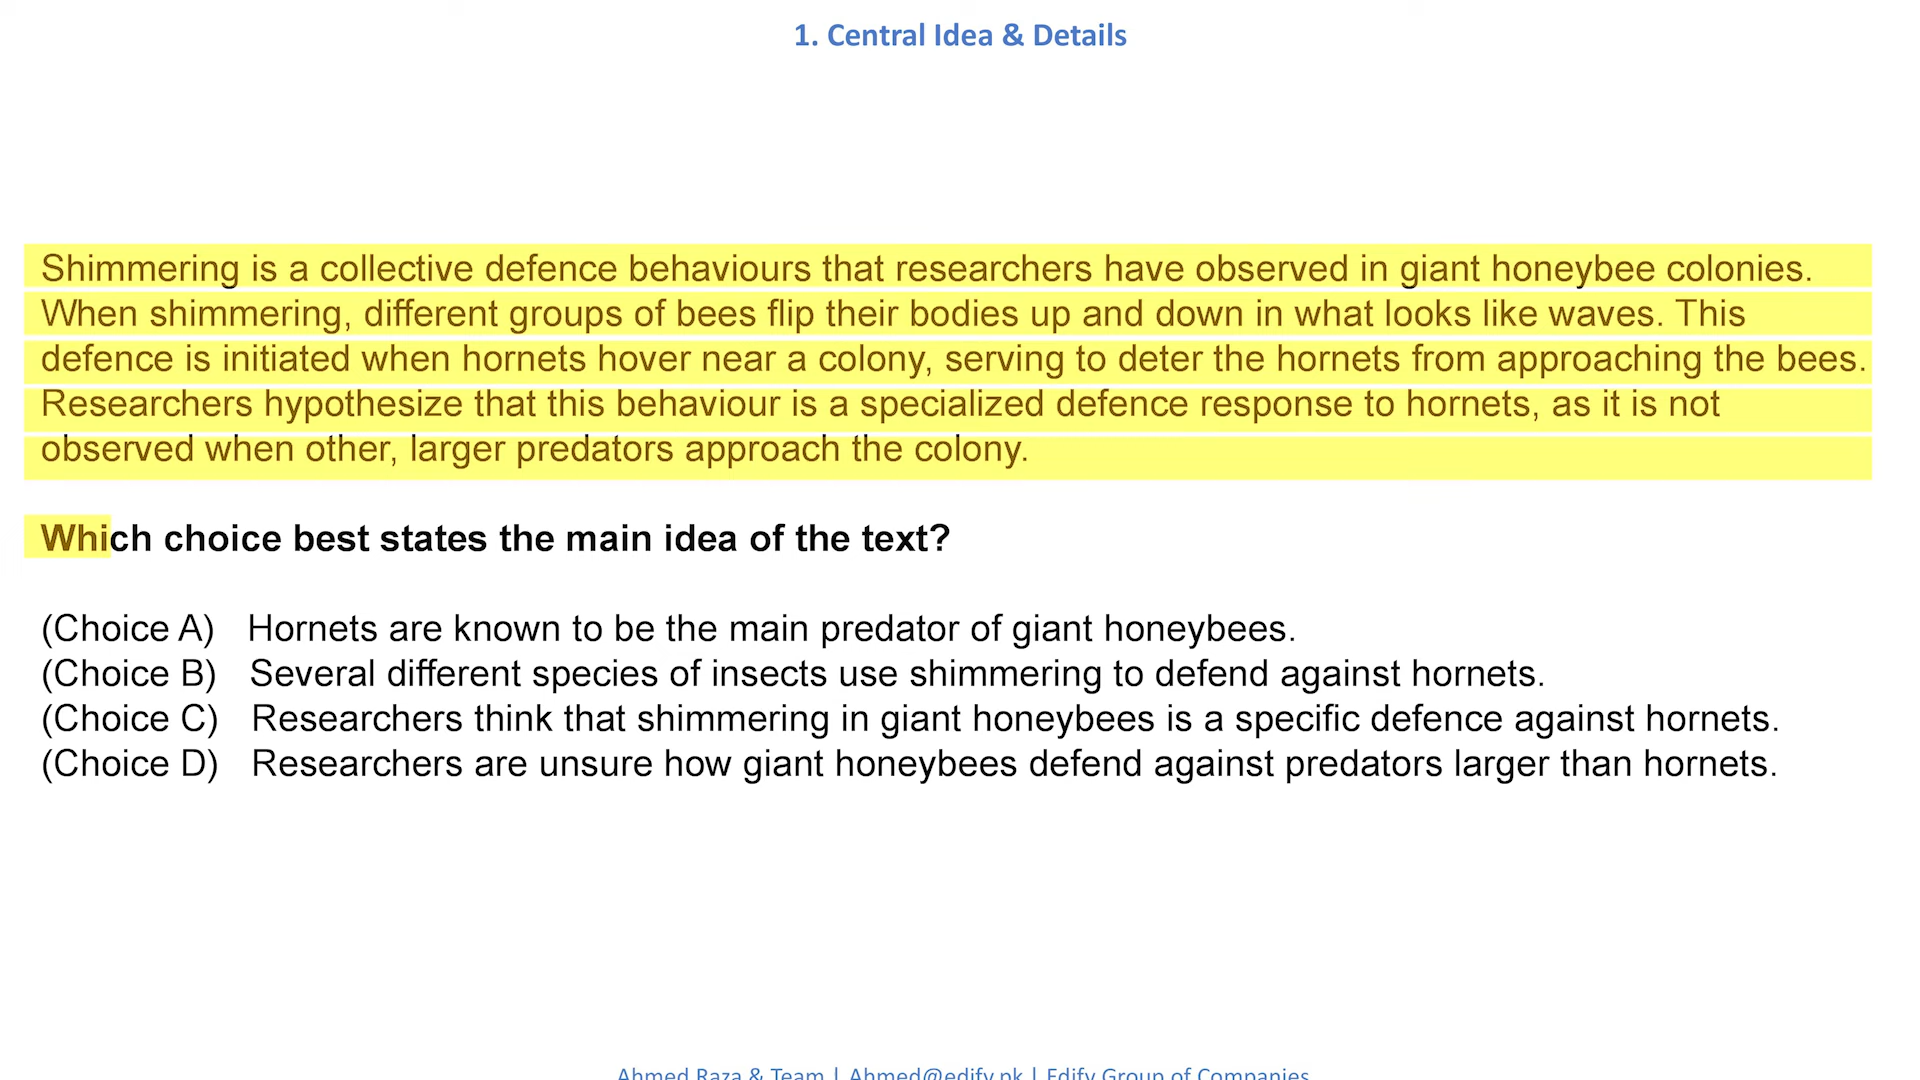 1. Central Idea & Details
Shimmering is a collective defence behaviours that researchers have observed in giant honeybee colonies.
When shimmering, different groups of bees flip their bodies up and down in what looks like waves. This
defence is initiated when hornets hover near a colony, serving to deter the hornets from approaching the bees.
Researchers hypothesize that this behaviour is a specialized defence response to hornets, as it is not
observed when other, larger predators approach the colony.
Which choice best states the main idea of the text?
(Choice A) Hornets are known to be the main predator of giant honeybees.
(Choice B) Several different species of insects use shimmering to defend against hornets.
(Choice C) Researchers think that shimmering in giant honeybees is a specific defence against hornets.
(Choice D) Researchers are unsure how giant honeybees defend against predators larger than hornets.
Ahmed Raza & Team | Ahmed@edify.pk | Edify Group of Companies